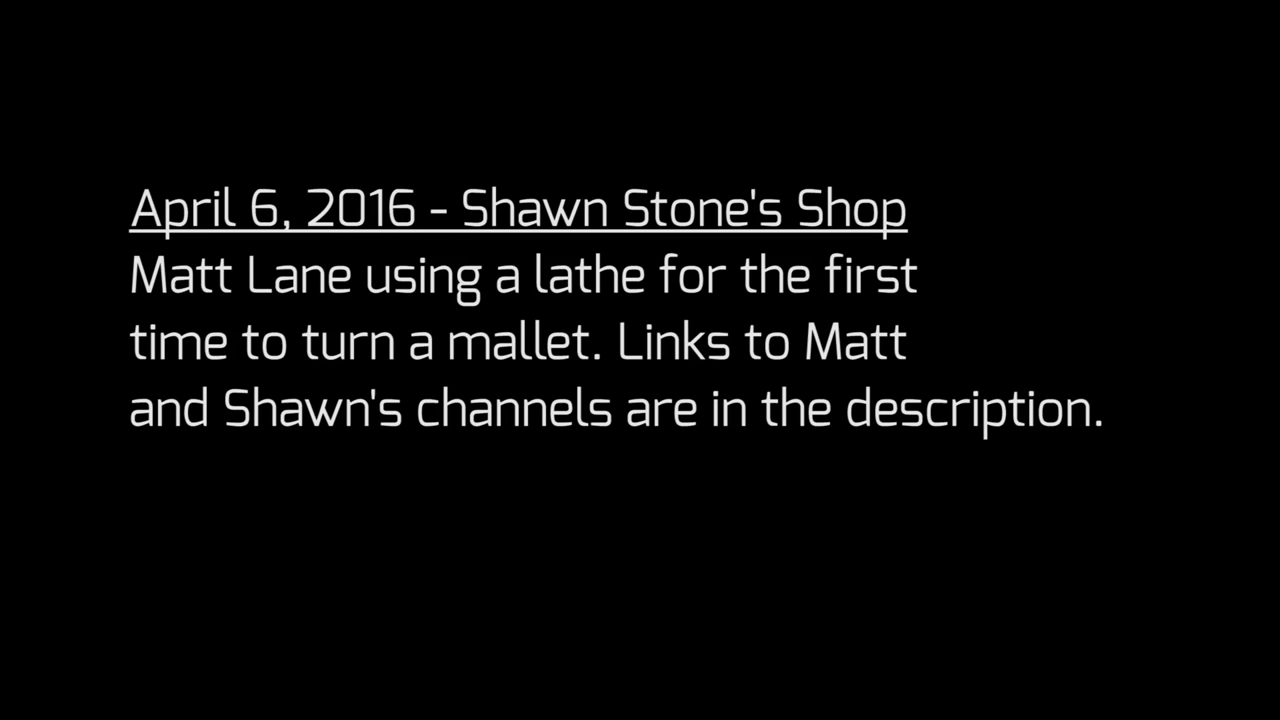 April 6, 2016 - Shawn Stone's Shop
Matt Lane using a lathe for the first
time to turn a mallet. Links to Matt
and Shawn's channels are in the description.